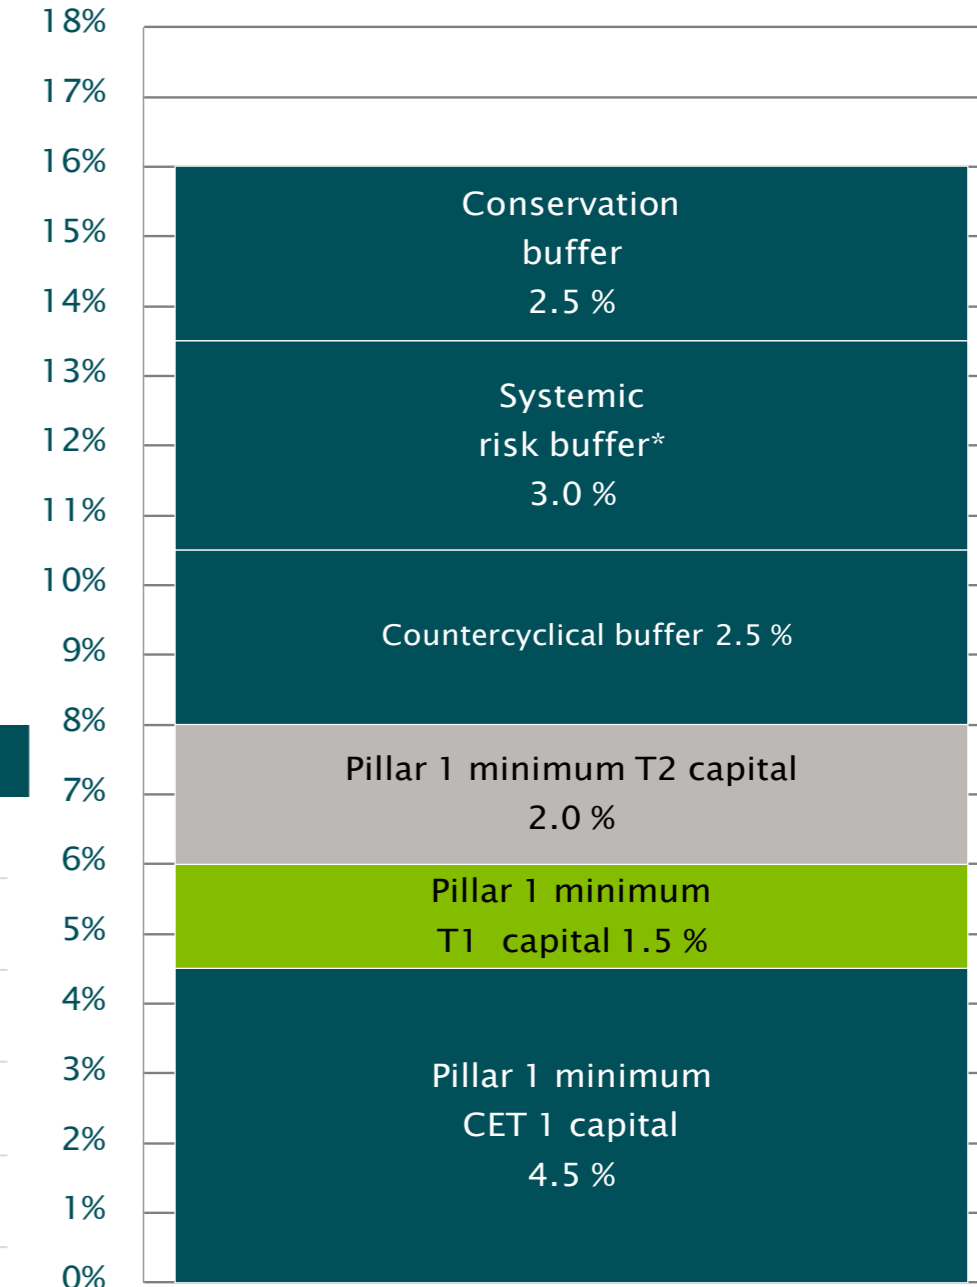 18%
17%
16%
15%
14%
13%
12%
11%
10%
9%
8%
7%
6%
5%
4%
3%
2%
1%
0%
Conservation
buffer
2.5 %
Systemic
risk buffer*
3.0 %
Countercyclical buffer 2.5 %
Pillar 1 minimum T2 capital
2.0 %
Pillar 1 minimum
T1 capital 1.5 %
Pillar 1 minimum
CET 1 capital
4.5 %